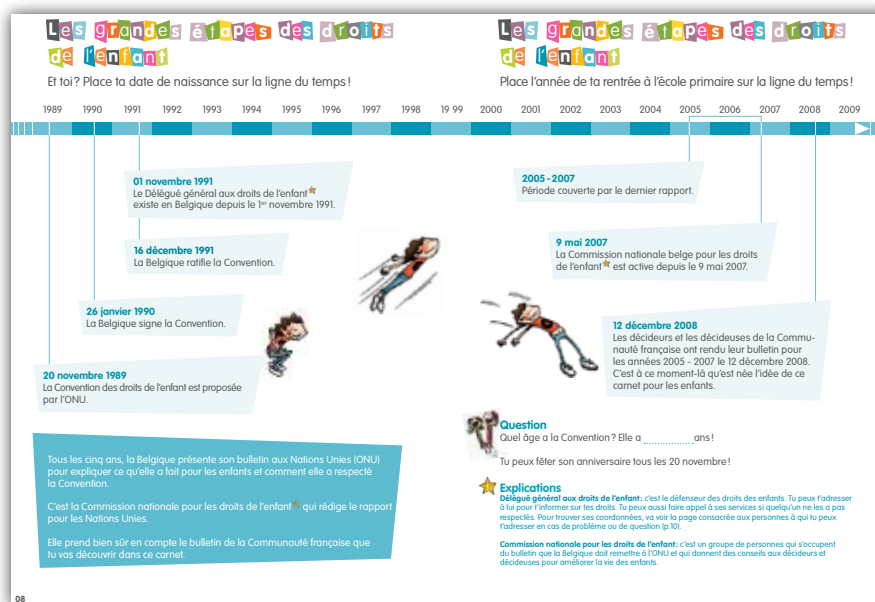 Les grandes étapes des droits
de l'enfant
Et toi ? Place ta date de naissance sur la ligne du temps !
1989 1990 1991 1992 1993 1994 1995 1996 1997 1998 19 99
01 novembre 1991
Le Délégué général aux droits de l'enfant
existe en Belgique depuis le 1er novembre 1991.
16 décembre 1991
La Belgique ratifie la Convention.
26 janvier 1990
La Belgique signe la Convention.
20 novembre 1989
La Convention des droits de l'enfant est proposée
par l'ONU.
Tous les cinq ans, la Belgique présente son bulletin aux Nations Unies (ONU)
pour expliquer ce qu'elle a fait pour les enfants et comment elle a respecté
la Convention.
C'est la Commission nationale pour les droits de l'enfant qui rédige le rapport
pour les Nations Unies.
Elle prend bien sûr en compte le bulletin de la Communauté française que
tu vas découvrir dans ce carnet.
08
Les grandes étapes des droits
de l'enfant
Place l'année de ta rentrée à l'école primaire sur la ligne du temps !
2000 2001 2002 2003 2004 2005 2006 2007 2008 2009
2005 - 2007
Période couverte par le dernier rapport.
9 mai 2007
La Commission nationale belge pour les droits
de l'enfant est active depuis le 9 mai 2007.
12 décembre 2008
Les décideurs et les décideuses de la Commu-
nauté française ont rendu leur bulletin pour
les années 2005 - 2007 le 12 décembre 2008.
C'est à ce moment-là qu'est née l'idée de ce
carnet pour les enfants.
Question
Quel âge a la Convention ? Elle a ................ ans !
Tu peux fêter son anniversaire tous les 20 novembre !
Explications
Délégué général aux droits de l'enfant : c'est le défenseur des droits des enfants. Tu peux t'adresser
à lui pour t'informer sur tes droits. Tu peux aussi faire appel à ses services si quelqu'un ne les a pas
respectés. Pour trouver ses coordonnées, va voir la page consacrée aux personnes à qui tu peux
t'adresser en cas de problème ou de question (p.10).
Commission nationale pour les droits de l'enfant : c'est un groupe de personnes qui s'occupent
du bulletin que la Belgique doit remettre à l'ONU et qui donnent des conseils aux décideurs et
décideuses pour améliorer la vie des enfants.